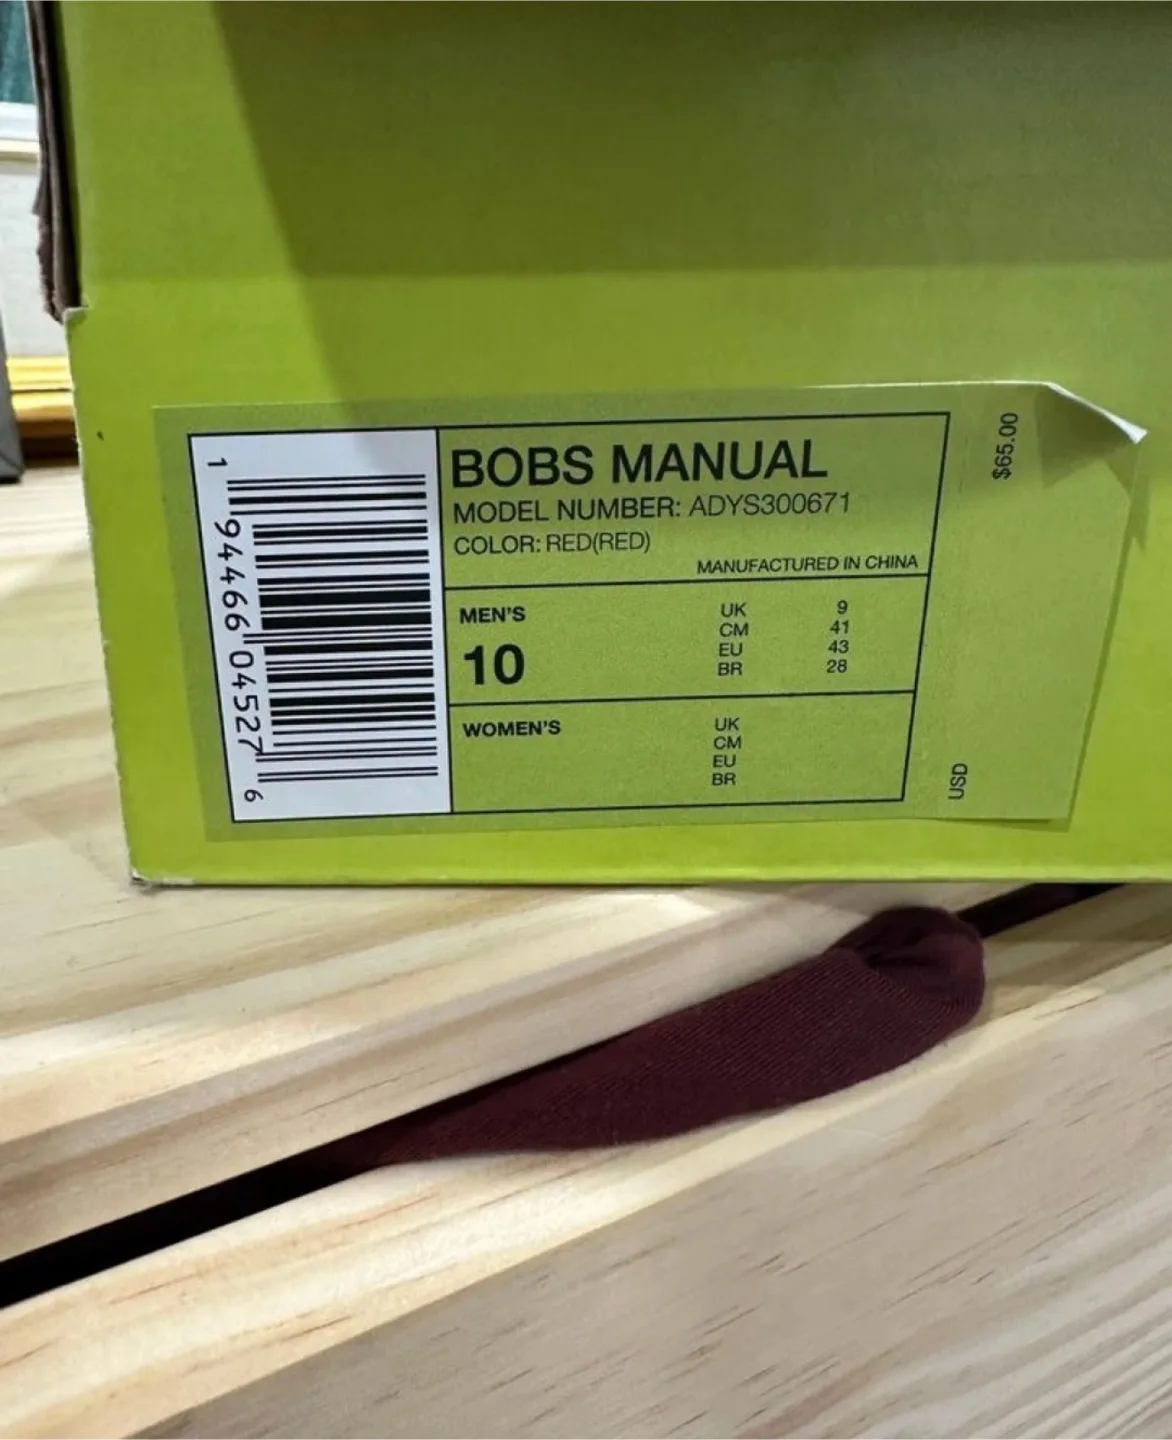 1 94466 04527 6
BOBS MANUAL
MODEL NUMBER: ADYS300671
COLOR: RED(RED)
MANUFACTURED IN CHINA
MEN'S
10
UK 9
CM 41
EU 43
BR 28
WOMEN'S
UK
CM
EU
BR
$65.00
USD